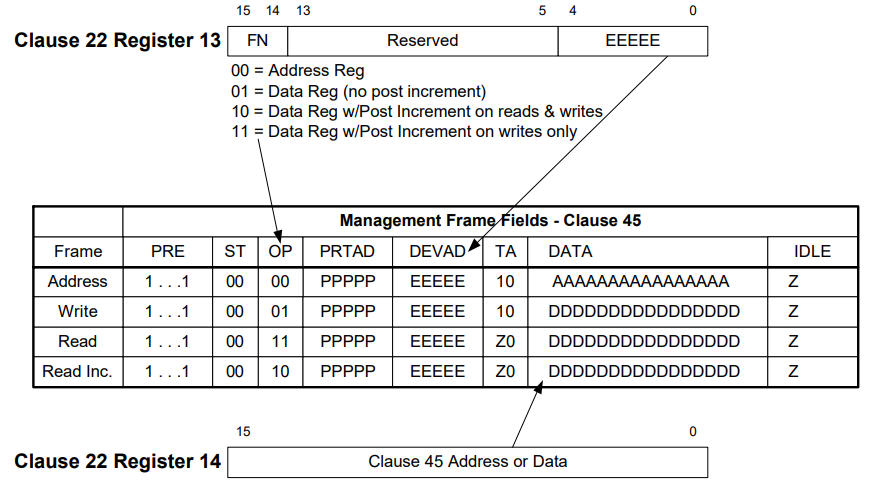 15 14 13 5 4 0
Clause 22 Register 13 FN Reserved EEEEE
00 = Address Reg
01 = Data Reg (no post increment)
10 = Data Reg w/Post Increment on reads & writes
11 = Data Reg w/Post Increment on writes only
Management Frame Fields - Clause 45
Frame PRE ST OP PRTAD DEVAD TA DATA IDLE
Address 1 . . .1 00 00 PPPPP EEEEE 10 AAAAAAAAAAAAAAAA Z
Write 1 . . .1 00 01 PPPPP EEEEE 10 DDDDDDDDDDDDDDDD Z
Read 1 . . .1 00 11 PPPPP EEEEE Z0 DDDDDDDDDDDDDDDD Z
Read Inc. 1 . . .1 00 10 PPPPP EEEEE Z0 DDDDDDDDDDDDDDDD Z
15 0
Clause 22 Register 14 Clause 45 Address or Data